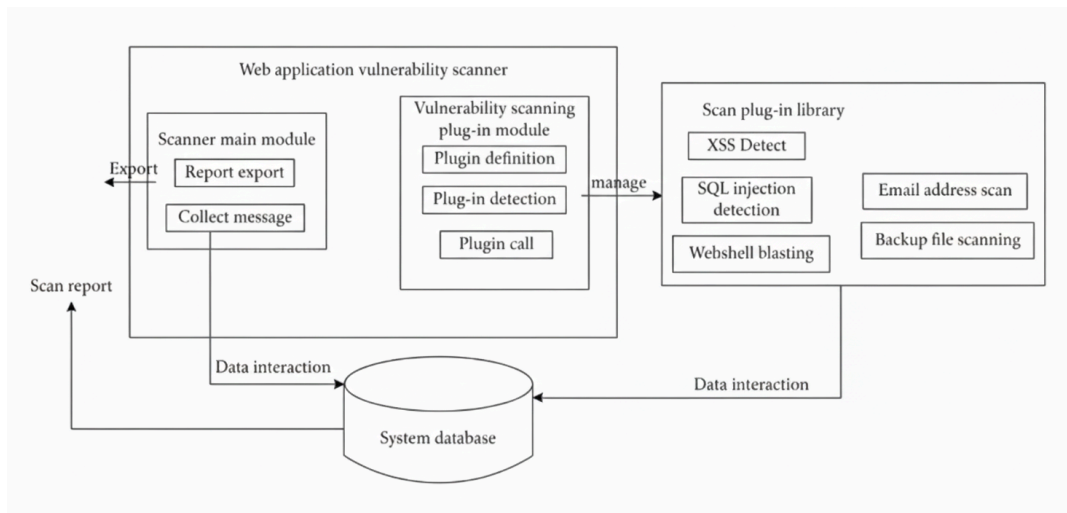 Web application vulnerability scanner
Scanner main module
Report export
Collect message
Export
Vulnerability scanning
plug-in module
Plugin definition
Plug-in detection
Plugin call
manage
Scan plug-in library
XSS Detect
SQL injection
detection
Webshell blasting
Email address scan
Backup file scanning
Scan report
Data interaction
Data interaction
System database